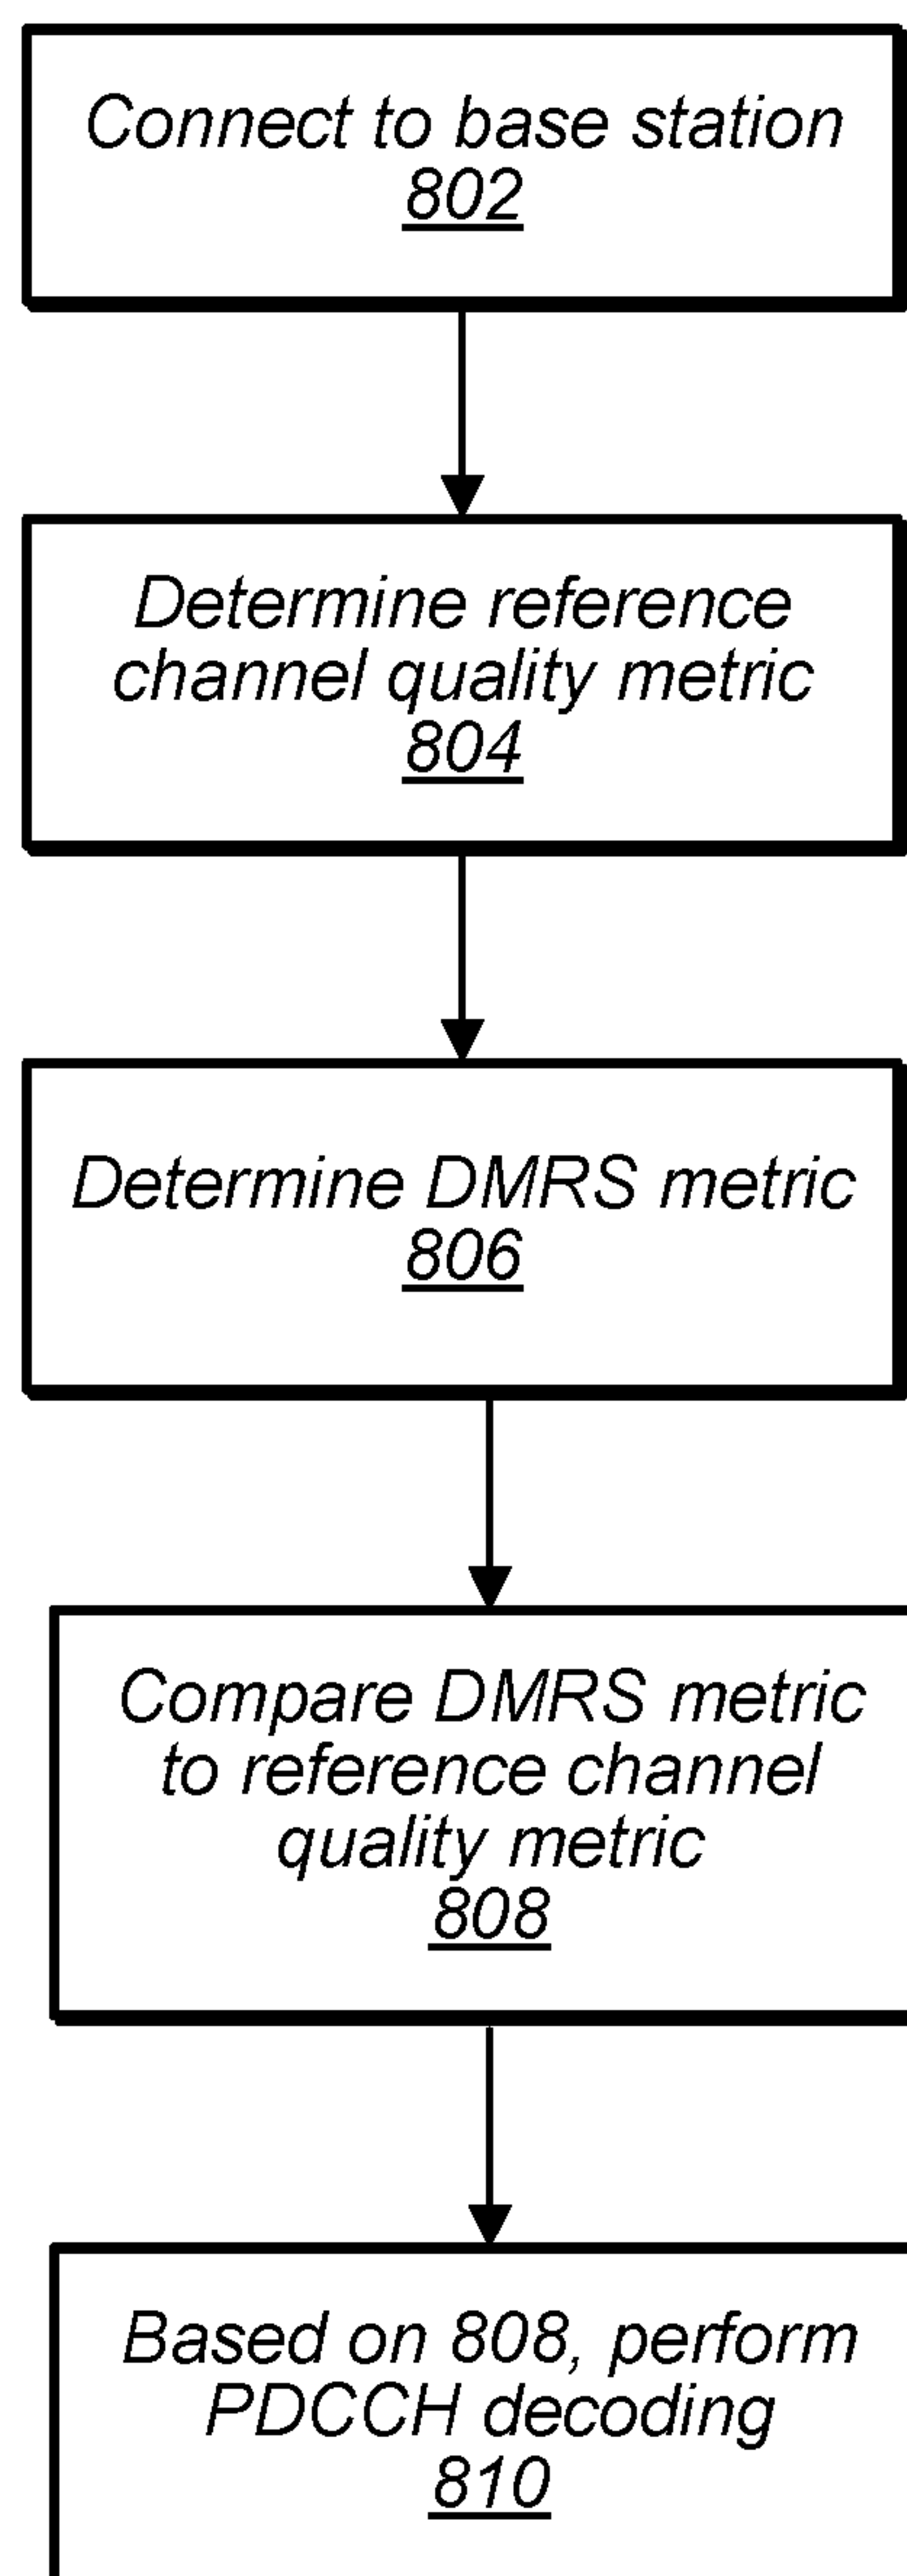 Connect to base station
802
Determine reference
channel quality metric
804
Determine DMRS metric
806
Compare DMRS metric
to reference channel
quality metric
808
Based on 808, perform
PDCCH decoding
810